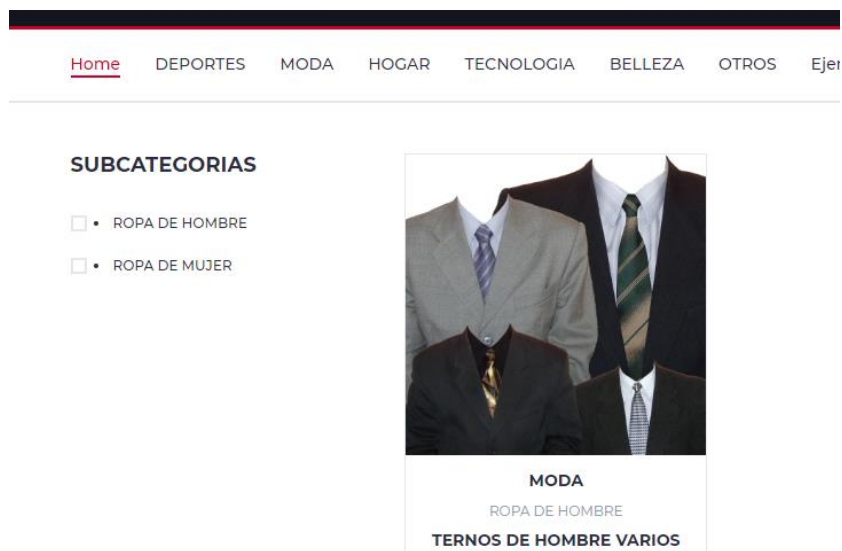 Home DEPORTES MODA HOGAR TECNOLOGIA BELLEZA OTROS
SUBCATEGORIAS
• ROPA DE HOMBRE
• ROPA DE MUJER
MODA
ROPA DE HOMBRE
TERNOS DE HOMBRE VARIOS